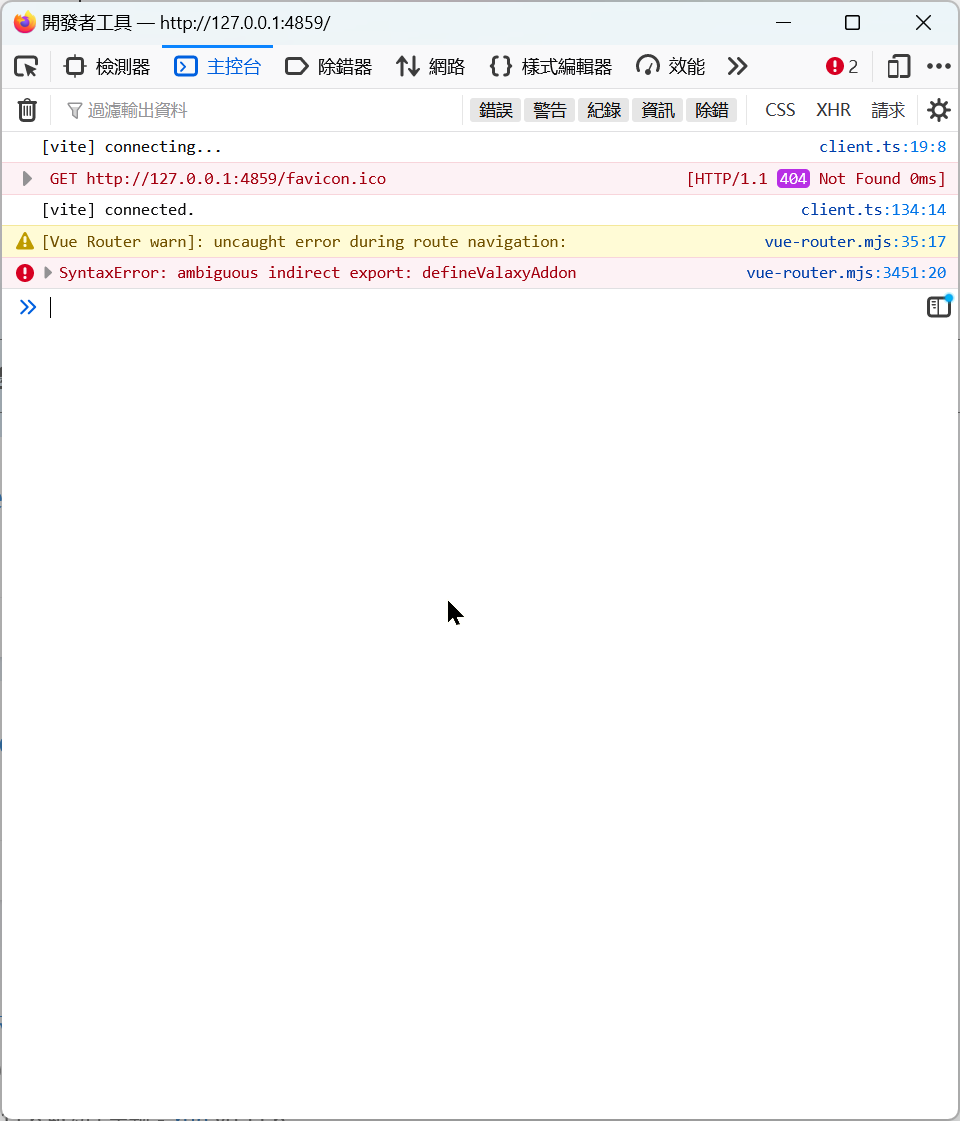 開發者工具 — http://127.0.0.1:4859/
檢測器 主控台 除錯器 網路 {} 樣式編輯器 效能 2
過濾輸出資料 錯誤 警告 紀錄 資訊 除錯 CSS XHR 請求
[vite] connecting... client.ts:19:8
GET http://127.0.0.1:4859/favicon.ico [HTTP/1.1 404 Not Found 0ms]
[vite] connected. client.ts:134:14
[Vue Router warn]: uncaught error during route navigation: vue-router.mjs:35:17
SyntaxError: ambiguous indirect export: defineValaxyAddon vue-router.mjs:3451:20